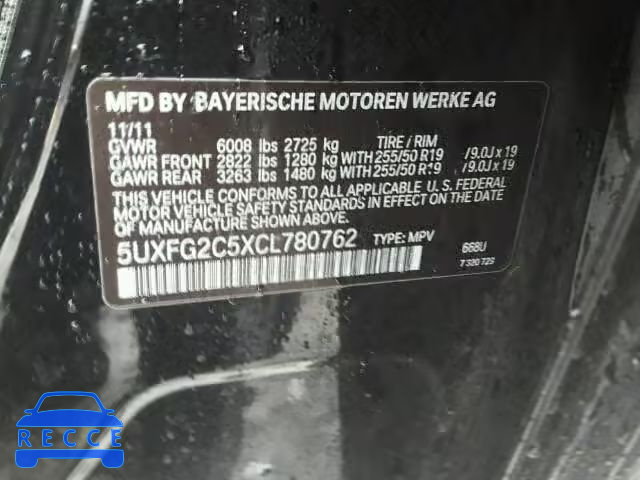 MFD BY BAYERISCHE MOTOREN WERKE AG
11/11
GVWR 6008 lbs 2725 kg TIRE / RIM
GAWR FRONT 2822 lbs 1280 kg WITH 255/50 R19 /9.0J x 19
GAWR REAR 3263 lbs 1480 kg WITH 255/50 R19 /9.0J x 19
THIS VEHICLE CONFORMS TO ALL APPLICABLE U. S. FEDERAL
MOTOR VEHICLE SAFETY STANDARDS IN EFFECT ON THE DATE
OF MANUFACTURE SHOWN ABOVE.
5UXFG2C5XCL780762 TYPE: MPV 668U
7 320 729
RECCE